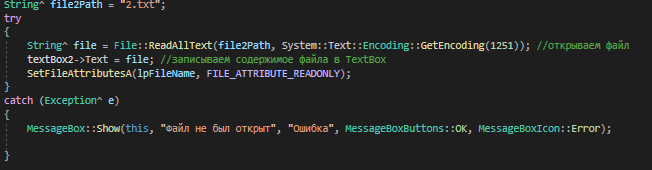 String^ file2Path = "2.txt";
try
{
String^ file = File::ReadAllText(file2Path, System::Text::Encoding::GetEncoding(1251)); //открываем файл
textBox2->Text = file; //записываем содержимое файла в TextBox
SetFileAttributesA(lpFileName, FILE_ATTRIBUTE_READONLY);
}
catch (Exception^ e)
{
MessageBox::Show(this, "Файл не был открыт", "Ошибка", MessageBoxButtons::OK, MessageBoxIcon::Error);
}